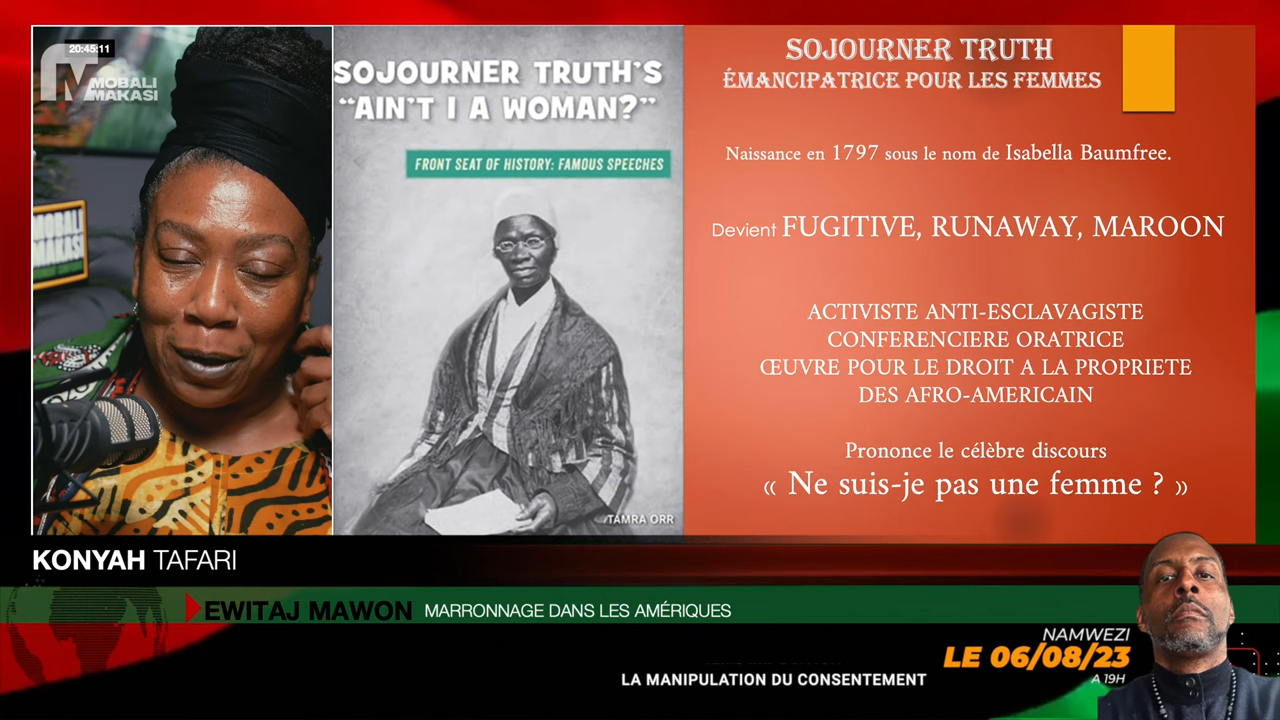 20:45:11
MOBALI
MAKASI
MOBALI
MAKASI
SOJOURNER TRUTH'S
"AIN'T I A WOMAN?"
FRONT SEAT OF HISTORY: FAMOUS SPEECHES
TAMRA ORR
SOJOURNER TRUTH
ÉMANCIPATRICE POUR LES FEMMES
Naissance en 1797 sous le nom de Isabella Baumfree.
Devient FUGITIVE, RUNAWAY, MAROON
ACTIVISTE ANTI-ESCLAVAGISTE
CONFERENCIERE ORATRICE
ŒUVRE POUR LE DROIT A LA PROPRIETE
DES AFRO-AMERICAIN
Prononce le célèbre discours
« Ne suis-je pas une femme ? »
KONYAH TAFARI
EWITAJ MAWON MARRONNAGE DANS LES AMÉRIQUES
NAMWEZI
LE 06/08/23
A 19H
LA MANIPULATION DU CONSENTEMENT